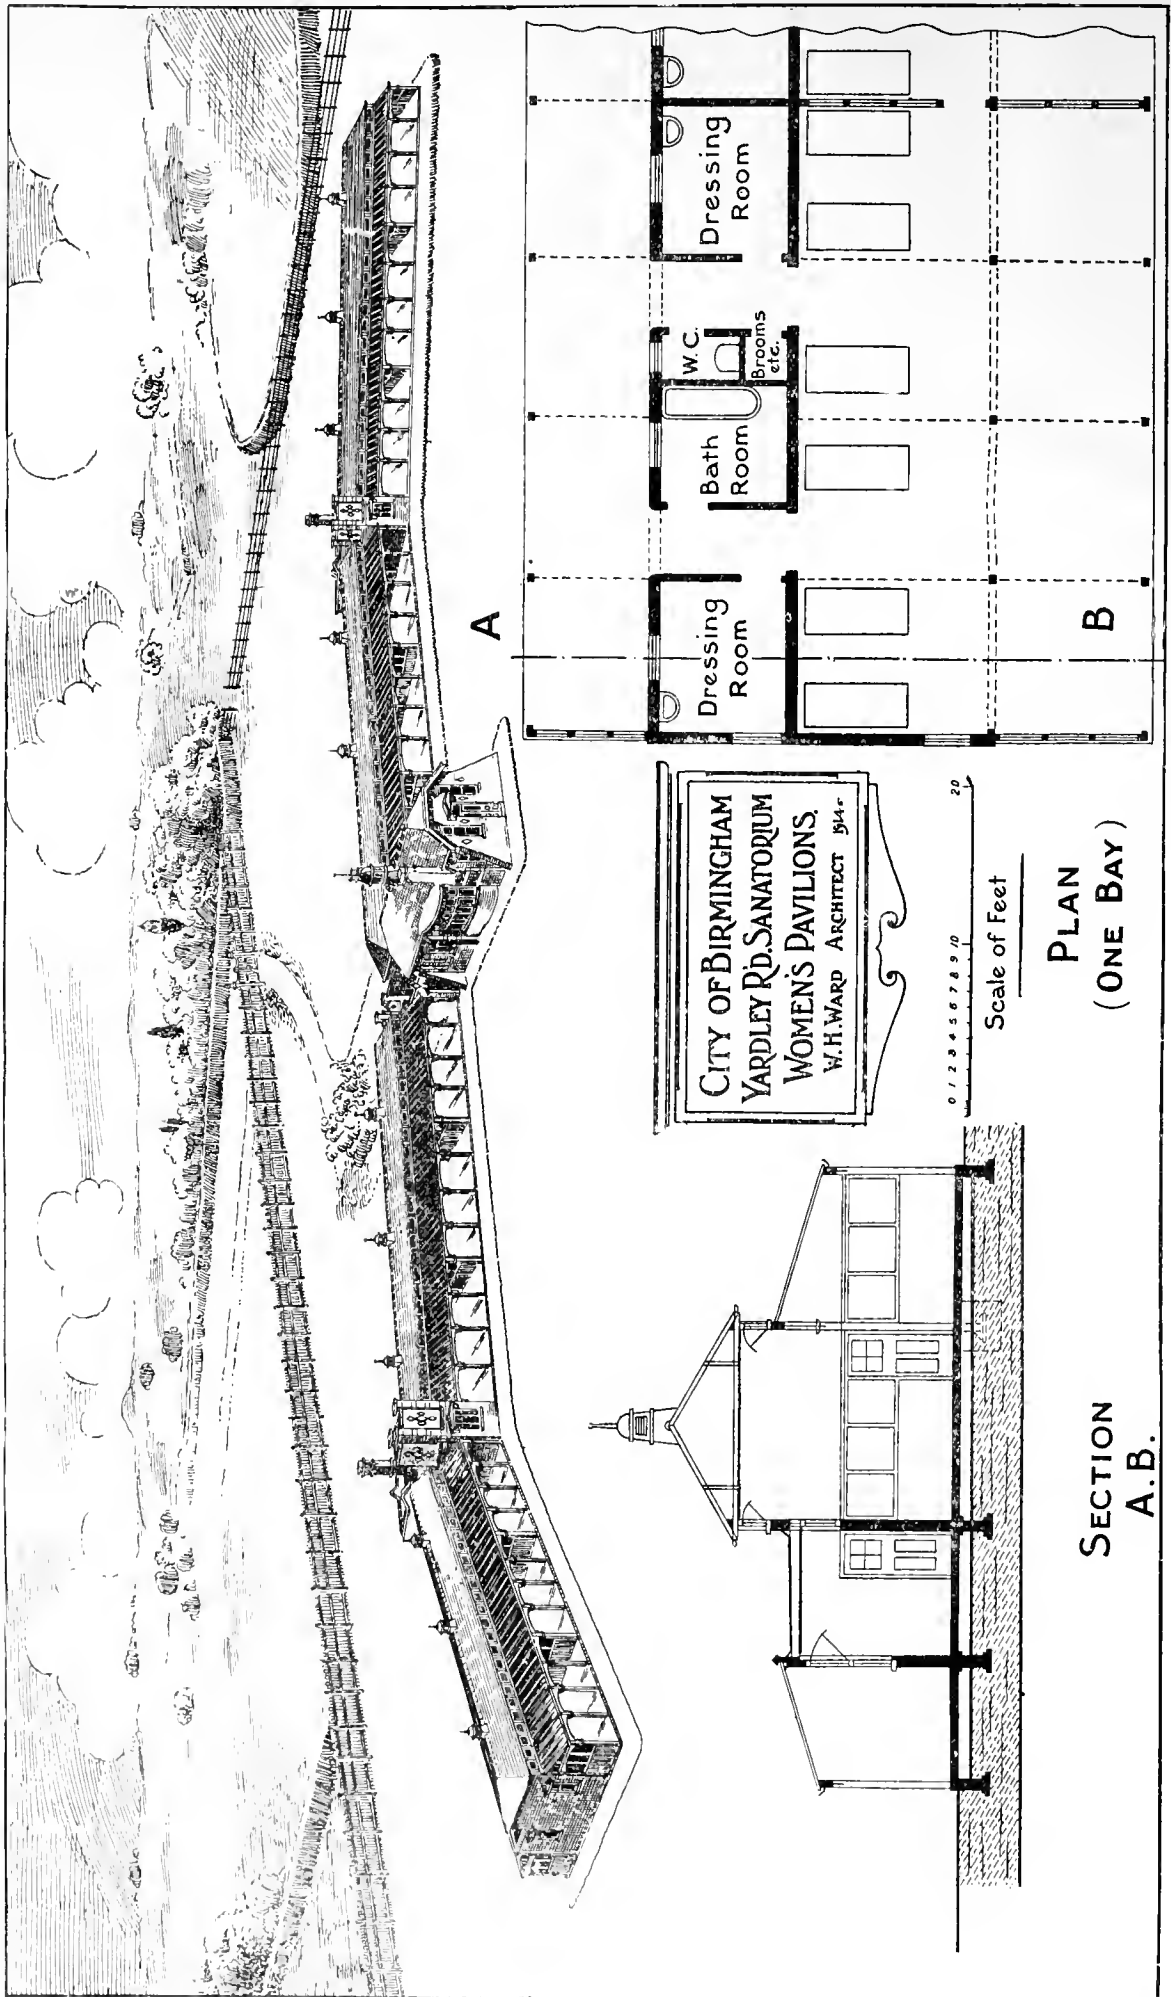 SECTION
A.B.
CITY OF BIRMINGHAM
YARDLEY RD. SANATORIUM
WOMEN'S PAVILIONS.
W. H. WARD ARCHITECT 1914.
0 1 2 3 4 5 6 7 8 9 10 20
Scale of Feet
PLAN
(ONE BAY)
A
B
Dressing
Room
Bath
Room
W.C.
Brooms
etc.
Dressing
Room